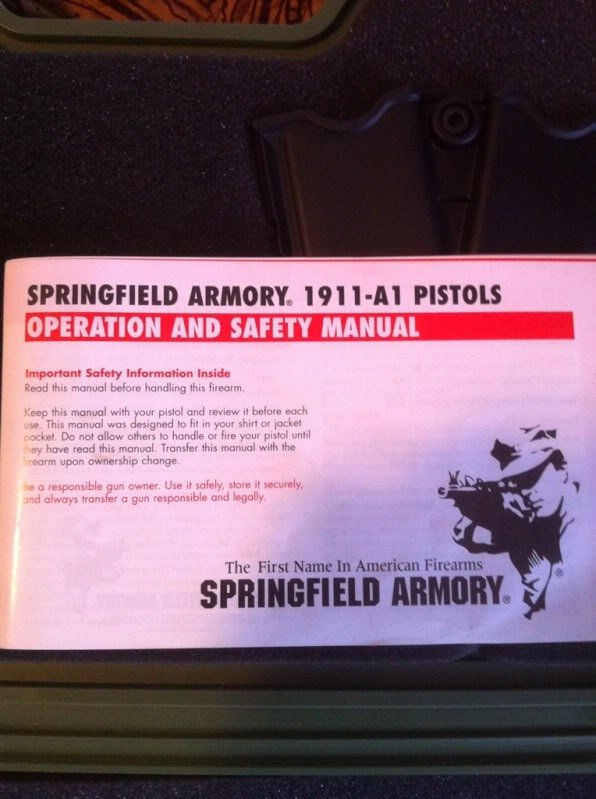 SPRINGFIELD ARMORY® 1911-A1 PISTOLS
OPERATION AND SAFETY MANUAL
Important Safety Information Inside
Read this manual before handling this firearm.
Keep this manual with your pistol and review it before each
use. This manual was designed to fit in your shirt or jacket
pocket. Do not allow others to handle or fire your pistol until
they have read this manual. Transfer this manual with the
firearm upon ownership change.
Be a responsible gun owner. Use it safely, store it securely,
and always transfer a gun responsible and legally.
The First Name In American Firearms
SPRINGFIELD ARMORY®
®